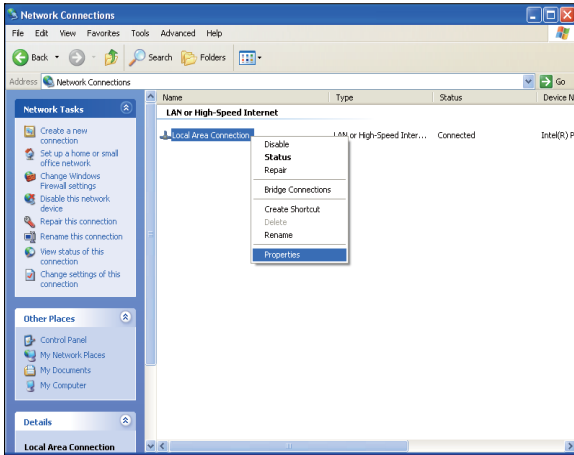 Network Connections
File Edit View Favorites Tools Advanced Help
Back Search Folders
Address Network Connections Go
Name Type Status Device N
LAN or High-Speed Internet
Local Area Connection LAN or High-Speed Inter... Connected Intel(R) P
Disable
Status
Repair
Bridge Connections
Create Shortcut
Delete
Rename
Properties
Network Tasks
Create a new
connection
Set up a home or small
office network
Change Windows
Firewall settings
Disable this network
device
Repair this connection
Rename this connection
View status of this
connection
Change settings of this
connection
Other Places
Control Panel
My Network Places
My Documents
My Computer
Details
Local Area Connection